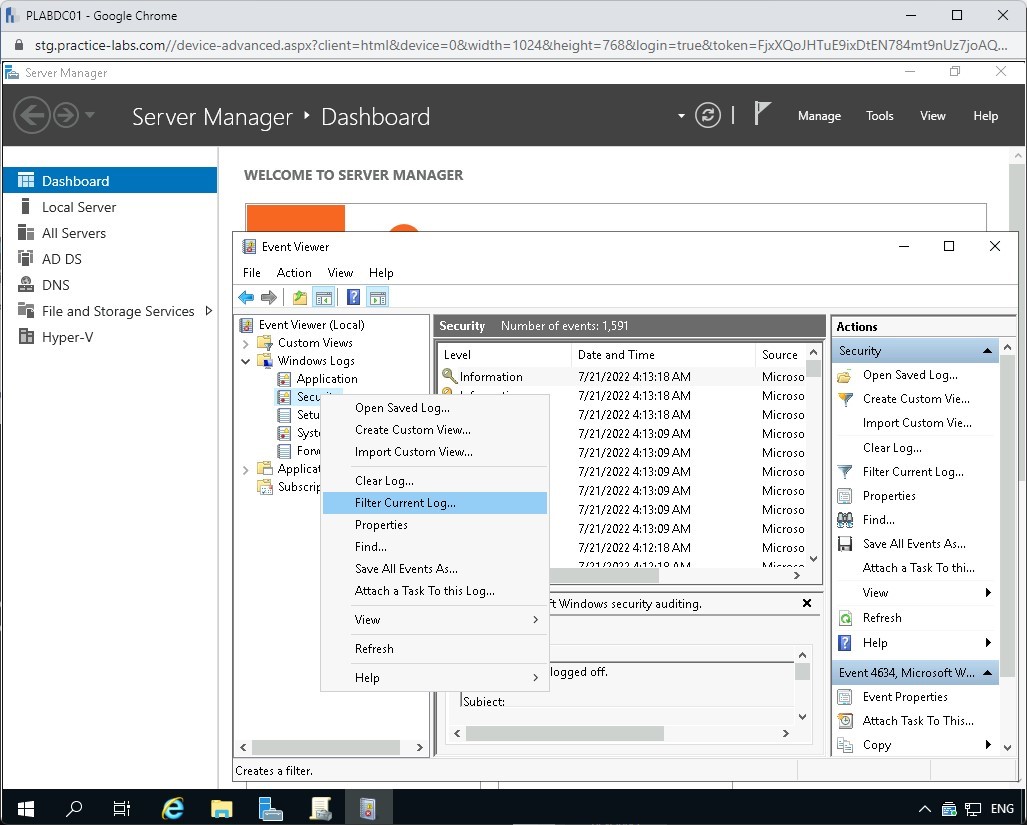 PLABDC01 - Google Chrome
stg.practice-labs.com//device-advanced.aspx?client=html&device=0&width=1024&height=768&login=true&token=FjxXQoJHTuE9ixDtEN784mt9nUz7joAQ...
Server Manager
Server Manager Dashboard
Manage Tools View Help
Dashboard
Local Server
All Servers
AD DS
DNS
File and Storage Services
Hyper-V
WELCOME TO SERVER MANAGER
Event Viewer
File Action View Help
Event Viewer (Local)
Custom Views
Windows Logs
Application
Secu
Setu
Syste
Forw
Applicat
Subscrip
Security Number of events: 1,591
Level Date and Time Source
Information 7/21/2022 4:13:18 AM Microso
7/21/2022 4:13:18 AM Microso
7/21/2022 4:13:18 AM Microso
7/21/2022 4:13:09 AM Microso
7/21/2022 4:13:09 AM Microso
7/21/2022 4:13:09 AM Microso
7/21/2022 4:13:09 AM Microso
7/21/2022 4:13:09 AM Microso
7/21/2022 4:13:09 AM Microso
7/21/2022 4:12:18 AM Microso
7/21/2022 4:12:18 AM Microso
Open Saved Log...
Create Custom View...
Import Custom View...
Clear Log...
Filter Current Log...
Properties
Find...
Save All Events As...
Attach a Task To this Log...
View
Refresh
Help
ft Windows security auditing.
logged off.
Subject:
Actions
Security
Open Saved Log...
Create Custom Vie...
Import Custom Vie...
Clear Log...
Filter Current Log...
Properties
Find...
Save All Events As...
Attach a Task To thi...
View
Refresh
Help
Event 4634, Microsoft W...
Event Properties
Attach Task To This...
Copy
Creates a filter.
ENG